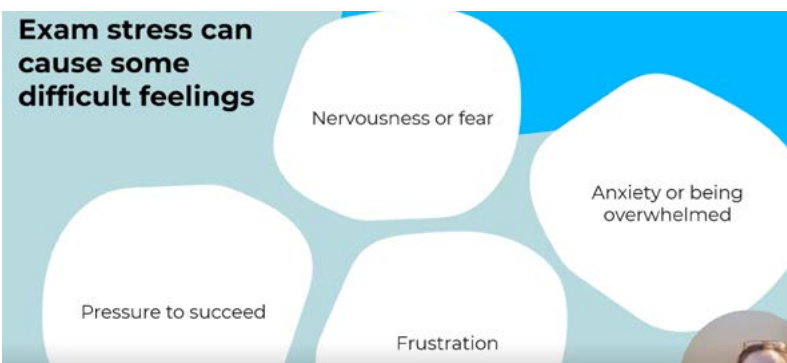 Exam stress can
cause some
difficult feelings
Nervousness or fear
Anxiety or being
overwhelmed
Pressure to succeed
Frustration